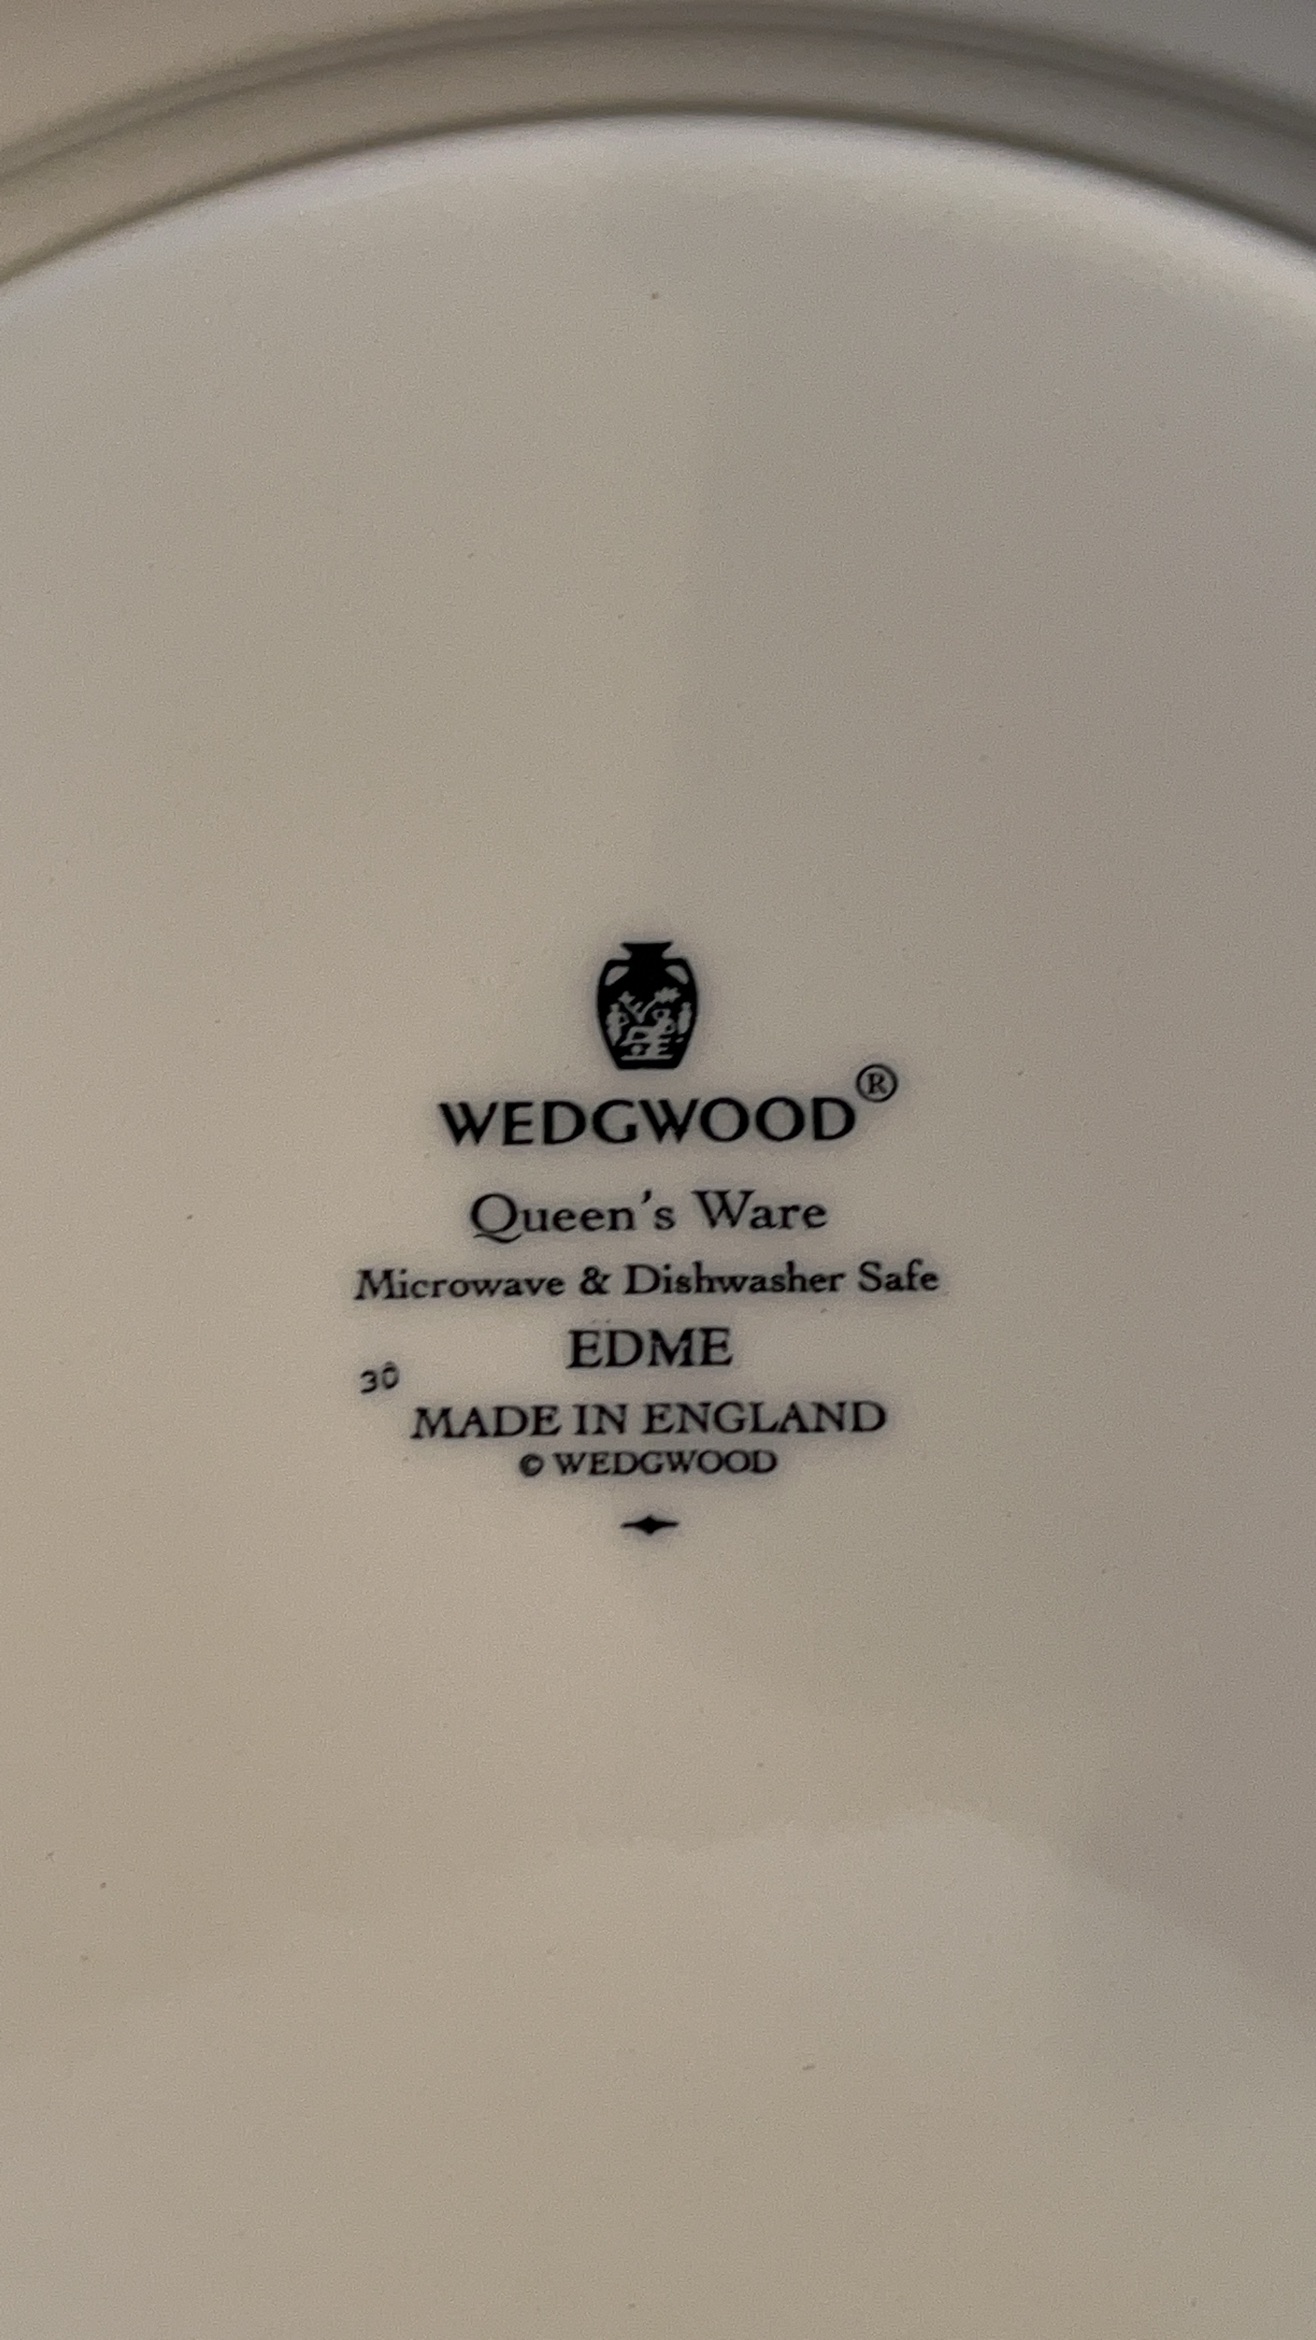 WEDGWOOD®
Queen's Ware
Microwave & Dishwasher Safe
EDME
30
MADE IN ENGLAND
© WEDGWOOD